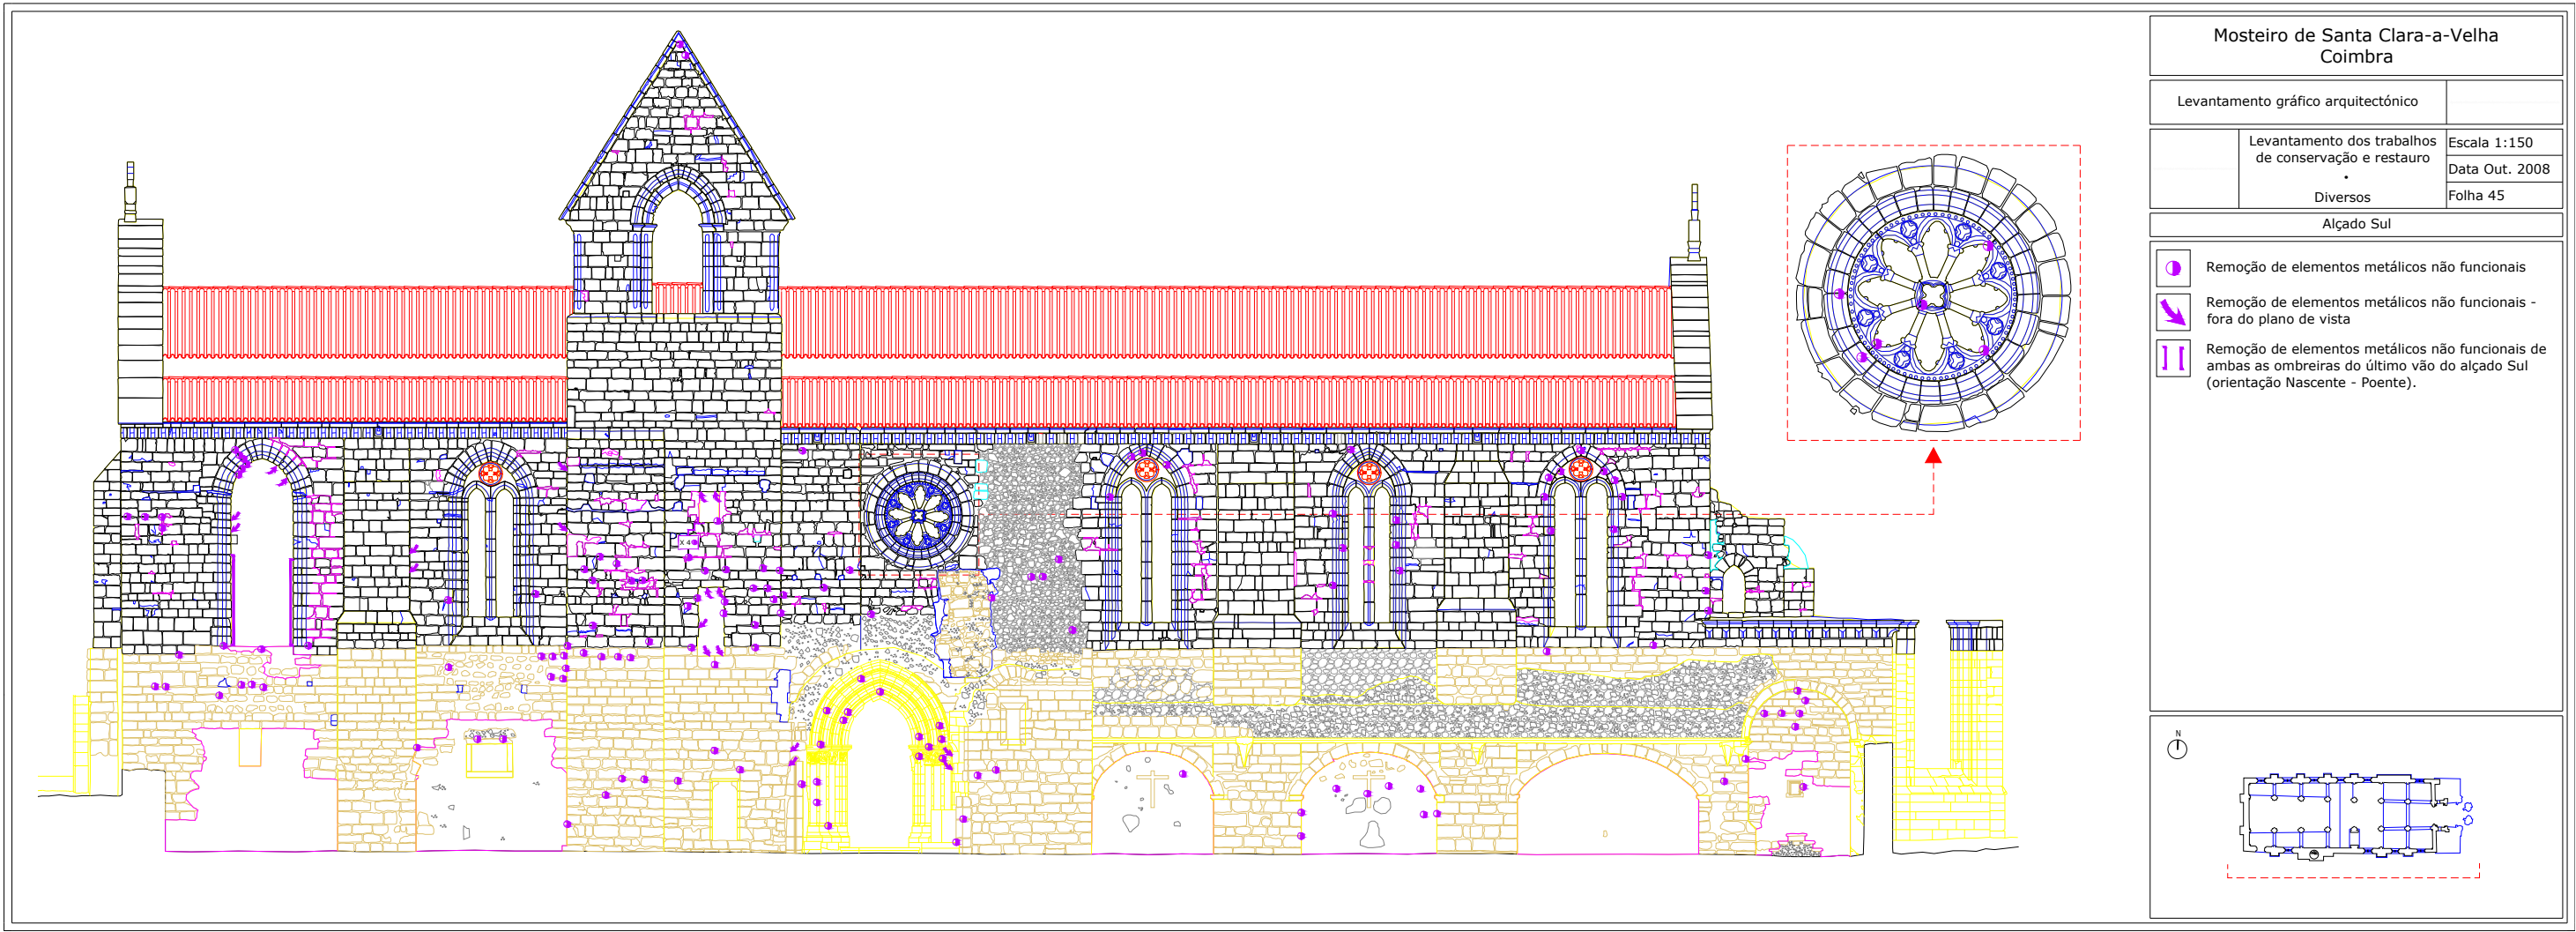 Mosteiro de Santa Clara-a-Velha
Coimbra
Levantamento gráfico arquitectónico
Levantamento dos trabalhos
de conservação e restauro
•
Diversos
Escala 1:150
Data Out. 2008
Folha 45
Alçado Sul
Remoção de elementos metálicos não funcionais
Remoção de elementos metálicos não funcionais -
fora do plano de vista
Remoção de elementos metálicos não funcionais de
ambas as ombreiras do último vão do alçado Sul
(orientação Nascente - Poente).
X 4
N